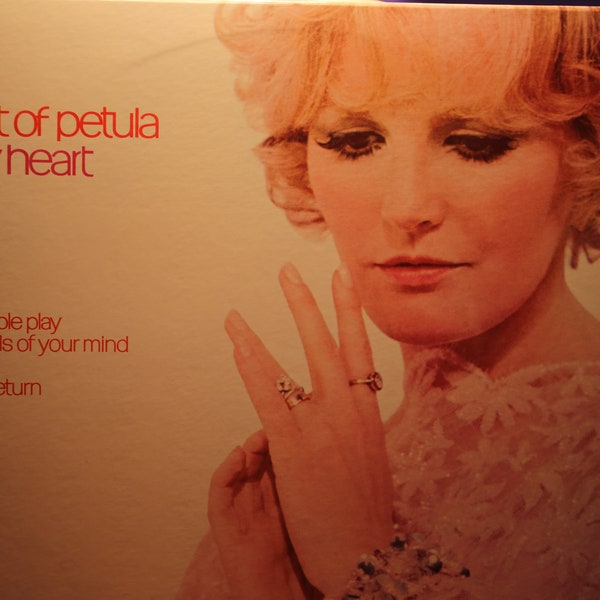 t of petula
heart
ple play
ls of your mind
eturn